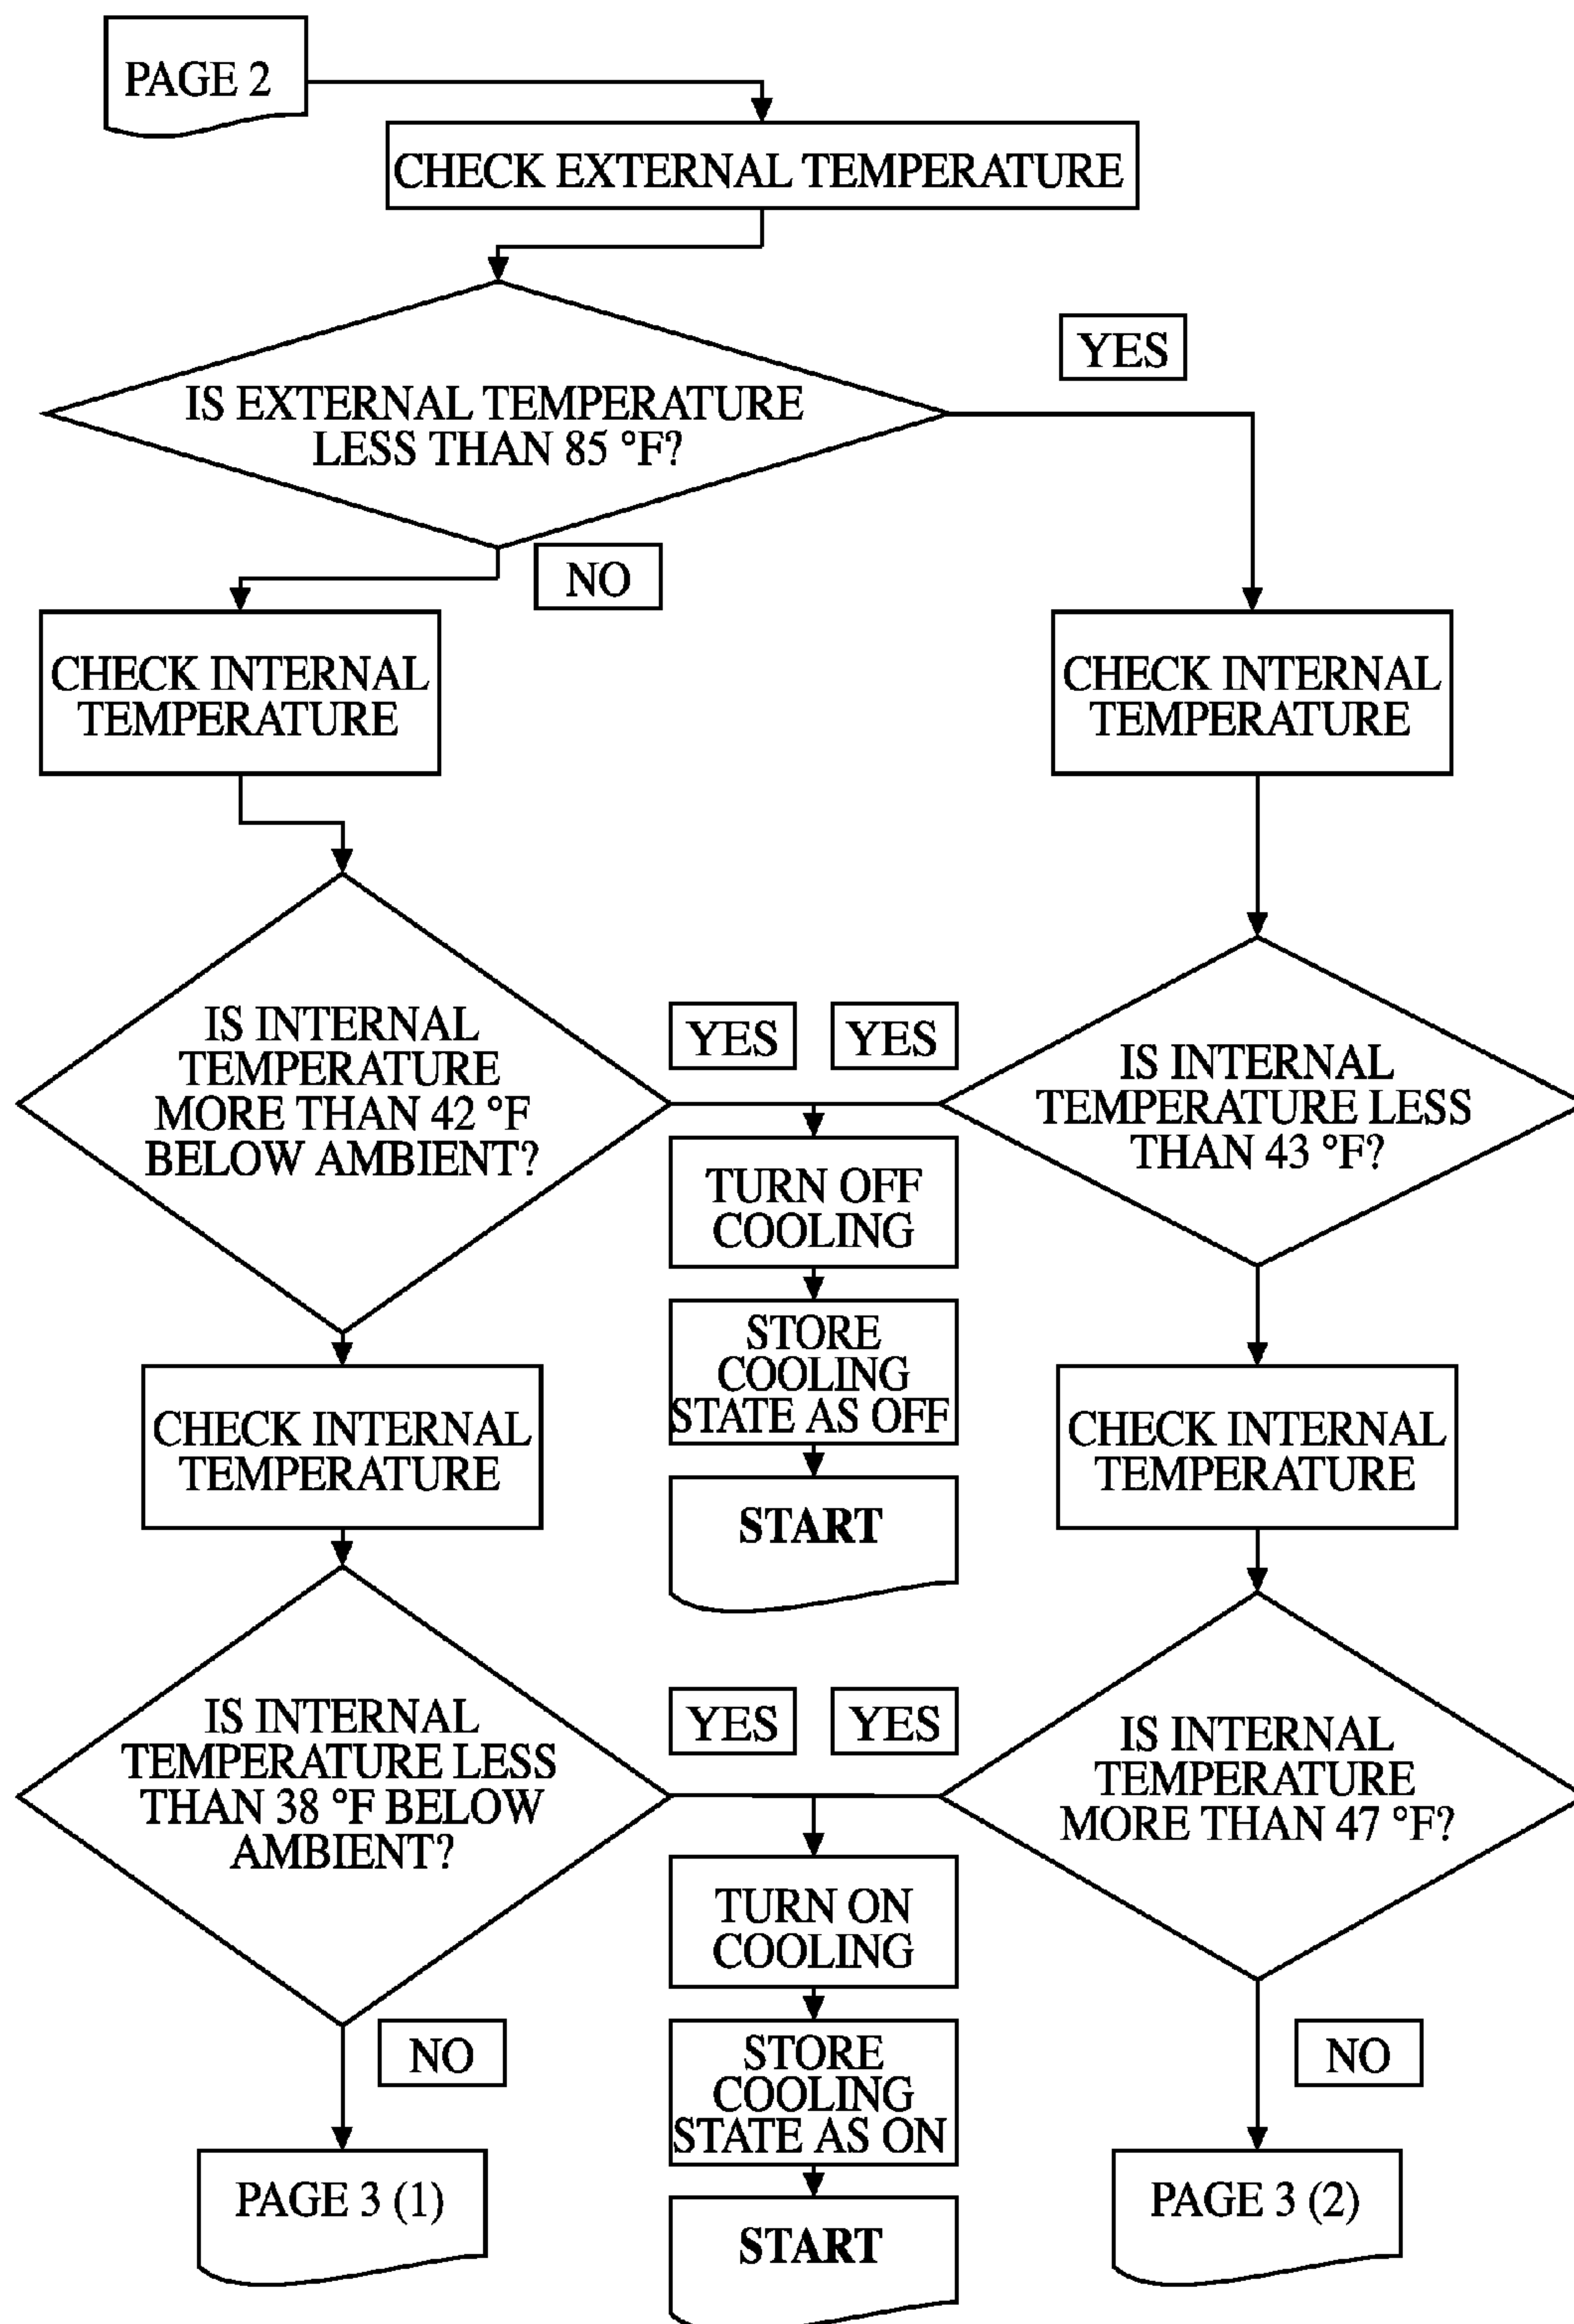 PAGE 2
CHECK EXTERNAL TEMPERATURE
YES
IS EXTERNAL TEMPERATURE
LESS THAN 85 °F?
NO
CHECK INTERNAL
TEMPERATURE
CHECK INTERNAL
TEMPERATURE
IS INTERNAL
TEMPERATURE
MORE THAN 42 °F
BELOW AMBIENT?
YES
YES
IS INTERNAL
TEMPERATURE LESS
THAN 43 °F?
TURN OFF
COOLING
STORE
COOLING
STATE AS OFF
START
CHECK INTERNAL
TEMPERATURE
CHECK INTERNAL
TEMPERATURE
IS INTERNAL
TEMPERATURE LESS
THAN 38 °F BELOW
AMBIENT?
YES
YES
IS INTERNAL
TEMPERATURE
MORE THAN 47 °F?
TURN ON
COOLING
STORE
COOLING
STATE AS ON
START
NO
NO
PAGE 3 (1)
PAGE 3 (2)